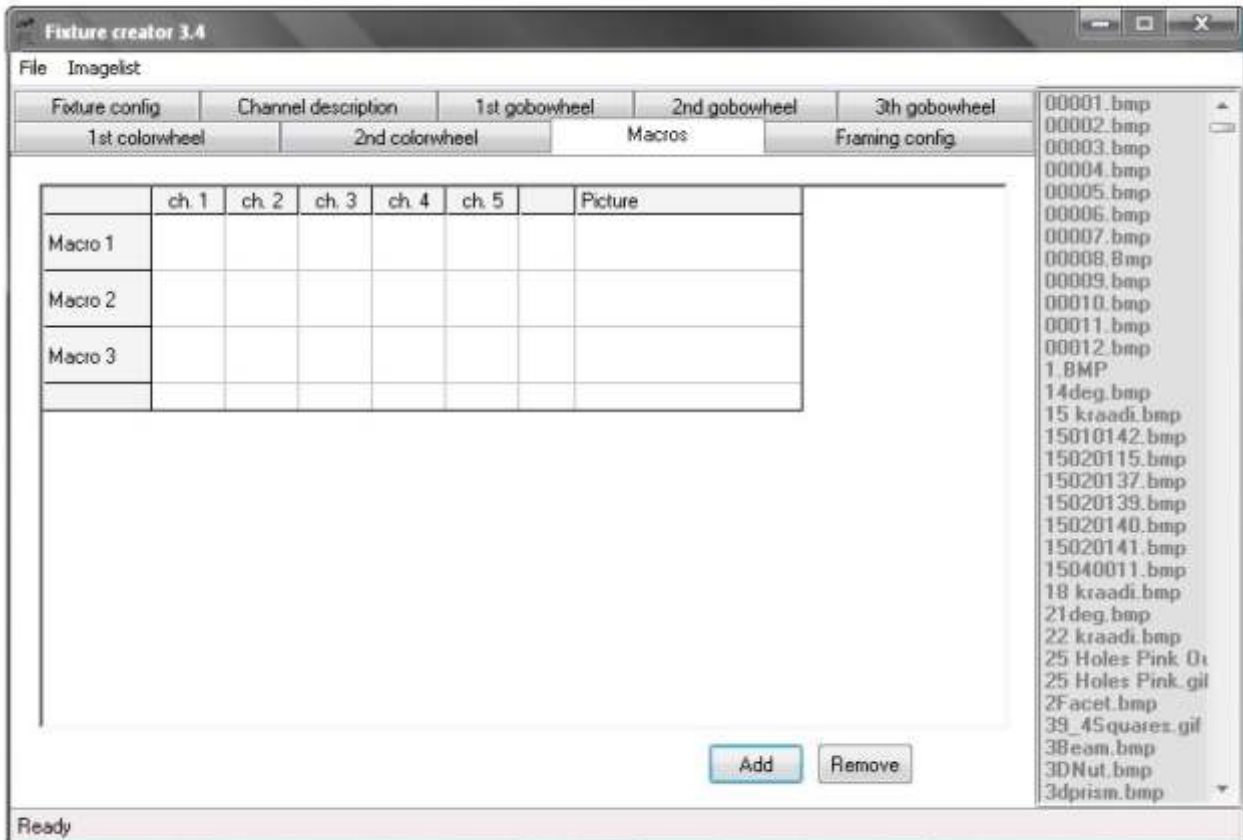 Fixture creator 3.4
File Imagelist
Fixture config Channel description 1st gobowheel 2nd gobowheel 3th gobowheel
1st colorwheel 2nd colorwheel Macros Framing config.
ch. 1 ch. 2 ch. 3 ch. 4 ch. 5 Picture
Macro 1
Macro 2
Macro 3
Add Remove
00001.bmp
00002.bmp
00003.bmp
00004.bmp
00005.bmp
00006.bmp
00007.bmp
00008.Bmp
00009.bmp
00010.bmp
00011.bmp
00012.bmp
1.BMP
14deg.bmp
15 kraadi.bmp
15010142.bmp
15020115.bmp
15020137.bmp
15020139.bmp
15020140.bmp
15020141.bmp
15040011.bmp
18 kraadi.bmp
21deg.bmp
22 kraadi.bmp
25 Holes Pink Ou
25 Holes Pink.gif
2Facet.bmp
39_4Squares.gif
3Beam.bmp
3DNut.bmp
3dprism.bmp
Ready